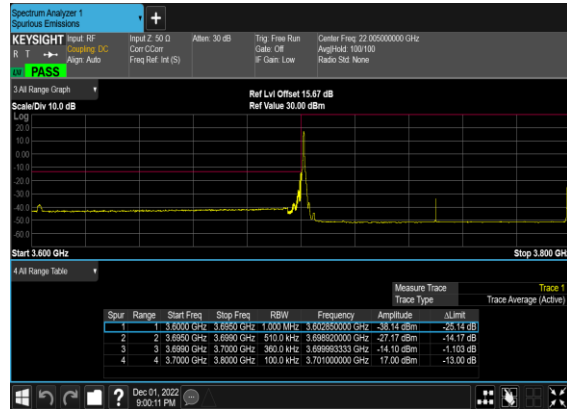 Spectrum Analyzer 1
Spurious Emissions
+
KEYSIGHT Input: RF Input Z: 50 Ω Atten: 30 dB Trig: Free Run Center Freq: 22.005000000 GHz
R T Coupling: DC Corr CCorr Gate: Off Avg|Hold: 100/100
Align: Auto Freq Ref: Int (S) IF Gain: Low Radio Std: None
PASS
3 All Range Graph
Ref Lvl Offset 15.67 dB
Scale/Div 10.0 dB Ref Value 30.00 dBm
Log
20.0
10.0
0.00
-10.0
-20.0
-30.0
-40.0
-50.0
-60.0
Start 3.600 GHz Stop 3.800 GH
4 All Range Table
Measure Trace Trace 1
Trace Type Trace Average (Active)
Spur Range Start Freq Stop Freq RBW Frequency Amplitude ΔLimit
1 1 3.6000 GHz 3.6950 GHz 1.000 MHz 3.602850000 GHz -38.14 dBm -25.14 dB
2 2 3.6950 GHz 3.6990 GHz 510.0 kHz 3.698920000 GHz -27.17 dBm -14.17 dB
3 3 3.6990 GHz 3.7000 GHz 360.0 kHz 3.699993333 GHz -14.10 dBm -1.103 dB
4 4 3.7000 GHz 3.8000 GHz 100.0 kHz 3.701000000 GHz 17.00 dBm -13.00 dB
? Dec 01, 2022
9:00:11 PM